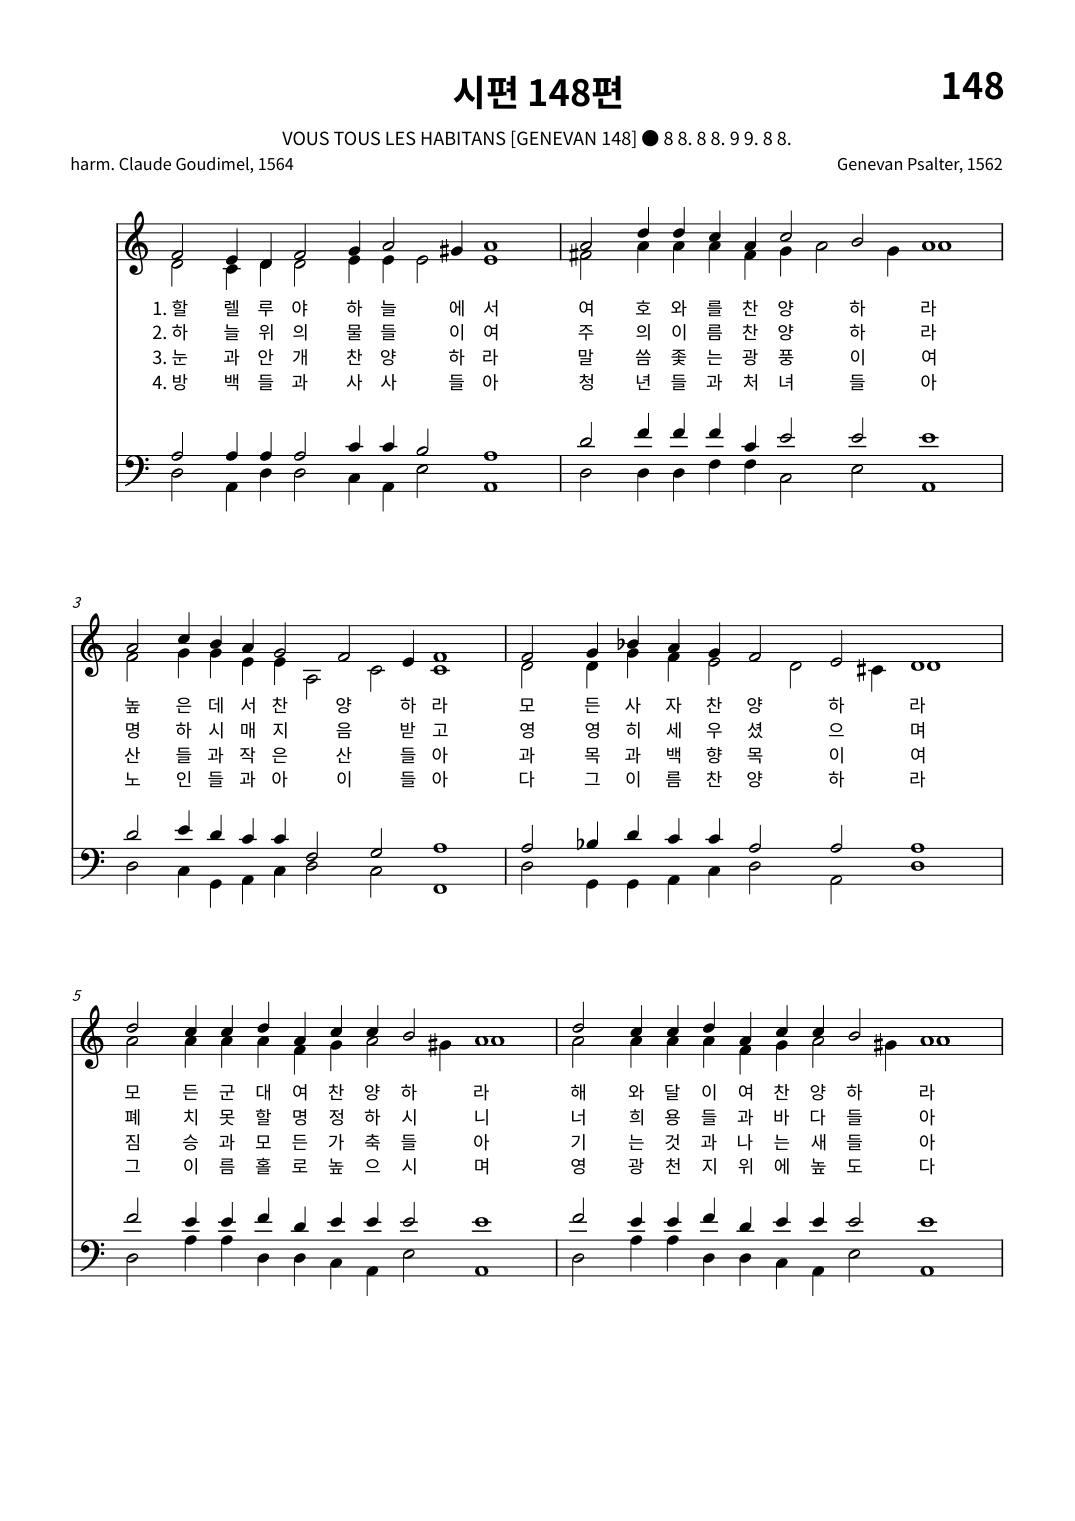 시편 148편
148
VOUS TOUS LES HABITANS [GENEVAN 148] ● 8 8. 8 8. 9 9. 8 8.
harm. Claude Goudimel, 1564
Genevan Psalter, 1562
1. 할 렐 루 야 하 늘 에 서 여 호 와 를 찬 양 하 라
2. 하 늘 위 의 물 들 이 여 주 의 이 름 찬 양 하 라
3. 눈 과 안 개 찬 양 하 라 말 씀 좇 는 광 풍 이 여
4. 방 백 들 과 사 사 들 아 청 년 들 과 처 녀 들 아
3
높 은 데 서 찬 양 하 라 모 든 사 자 찬 양 하 라
명 하 시 매 지 음 받 고 영 영 히 세 우 셨 으 며
산 들 과 작 은 산 들 아 과 목 과 백 향 목 이 여
노 인 들 과 아 이 들 아 다 그 이 름 찬 양 하 라
5
모 든 군 대 여 찬 양 하 라 해 와 달 이 여 찬 양 하 라
폐 치 못 할 명 정 하 시 니 너 희 용 들 과 바 다 들 아
짐 승 과 모 든 가 축 들 아 기 는 것 과 나 는 새 들 아
그 이 름 홀 로 높 으 시 며 영 광 천 지 위 에 높 도 다